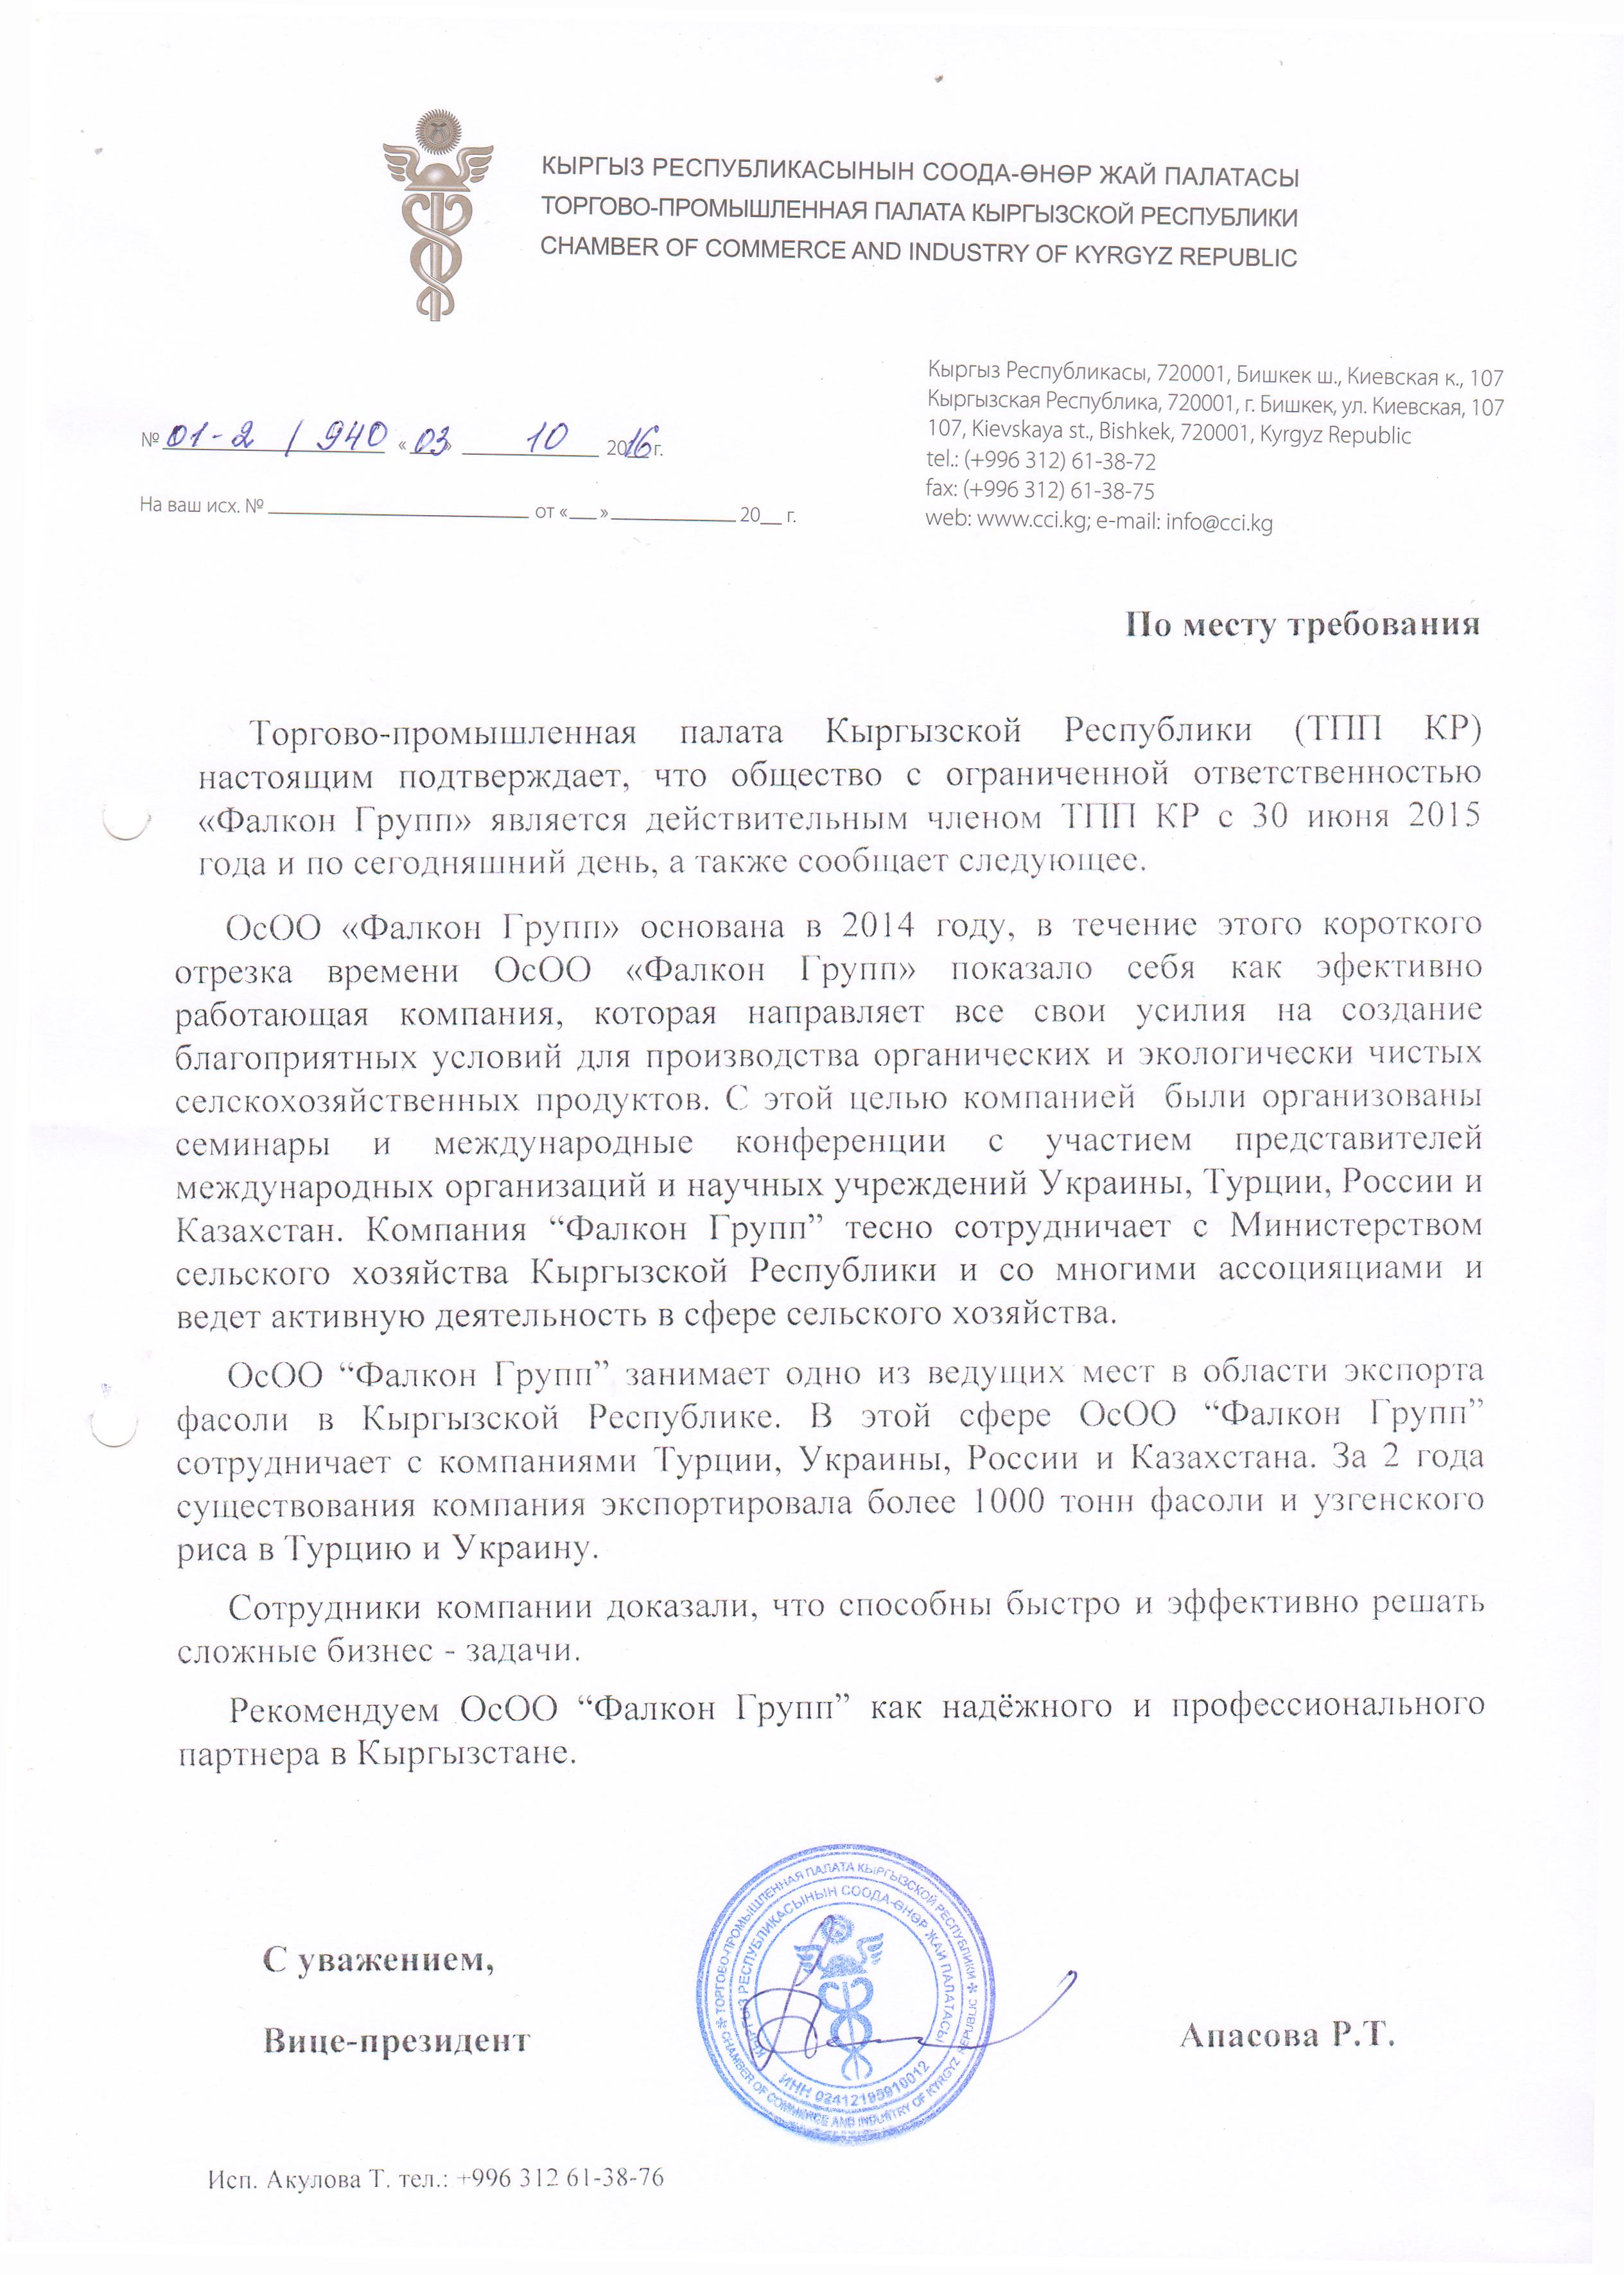 КЫРГЫЗ РЕСПУБЛИКАСЫНЫН СООДА-ӨНӨР ЖАЙ ПАЛАТАСЫ
ТОРГОВО-ПРОМЫШЛЕННАЯ ПАЛАТА КЫРГЫЗСКОЙ РЕСПУБЛИКИ
CHAMBER OF COMMERCE AND INDUSTRY OF KYRGYZ REPUBLIC
№ 01-2 / 940 «03» 10 2016 г.
На ваш исх. № ____ от «__» ____ 20__ г.
Кыргыз Республикасы, 720001, Бишкек ш., Киевская к., 107
Кыргызская Республика, 720001, г. Бишкек, ул. Киевская, 107
107, Kievskaya st., Bishkek, 720001, Kyrgyz Republic
tel.: (+996 312) 61-38-72
fax: (+996 312) 61-38-75
web: www.cci.kg; e-mail: info@cci.kg
По месту требования
Торгово-промышленная палата Кыргызской Республики (ТПП КР)
настоящим подтверждает, что общество с ограниченной ответственностью
«Фалкон Групп» является действительным членом ТПП КР с 30 июня 2015
года и по сегодняшний день, а также сообщает следующее.
ОсОО «Фалкон Групп» основана в 2014 году, в течение этого короткого
отрезка времени ОсОО «Фалкон Групп» показало себя как эфективно
работающая компания, которая направляет все свои усилия на создание
благоприятных условий для производства органических и экологически чистых
селскохозяйственных продуктов. С этой целью компанией были организованы
семинары и международные конференции с участием представителей
международных организаций и научных учреждений Украины, Турции, России и
Казахстан. Компания “Фалкон Групп” тесно сотрудничает с Министерством
сельского хозяйства Кыргызской Республики и со многими ассоцияциами и
ведет активную деятельность в сфере сельского хозяйства.
ОсОО “Фалкон Групп” занимает одно из ведущих мест в области экспорта
фасоли в Кыргызской Республике. В этой сфере ОсОО “Фалкон Групп”
сотрудничает с компаниями Турции, Украины, России и Казахстана. За 2 года
существования компания экспортировала более 1000 тонн фасоли и узгенского
риса в Турцию и Украину.
Сотрудники компании доказали, что способны быстро и эффективно решать
сложные бизнес - задачи.
Рекомендуем ОсОО “Фалкон Групп” как надёжного и профессионального
партнера в Кыргызстане.
С уважением,
Вице-президент
Апасова Р.Т.
ТОРГОВО-ПРОМЫШЛЕННАЯ ПАЛАТА КЫРГЫЗСКОЙ РЕСПУБЛИКИ
CHAMBER OF COMMERCE AND INDUSTRY OF KYRGYZ REPUBLIC
КЫРГЫЗ РЕСПУБЛИКАСЫНЫН СООДА-ӨНӨР ЖАЙ ПАЛАТАСЫ
ИНН 02412195910012
Исп. Акулова Т. тел.: +996 312 61-38-76